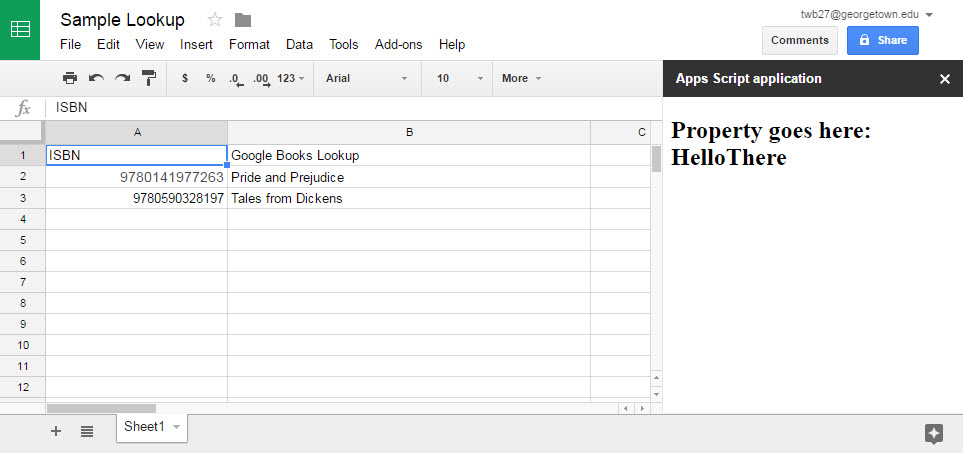 Sample Lookup
twb27@georgetown.edu
File Edit View Insert Format Data Tools Add-ons Help
Comments
Share
$ % .0 .00 123 Arial 10 More
Apps Script application
fx ISBN
A B C
1 ISBN Google Books Lookup
2 9780141977263 Pride and Prejudice
3 9780590328197 Tales from Dickens
4
5
6
7
8
9
10
11
12
Property goes here:
HelloThere
Sheet1